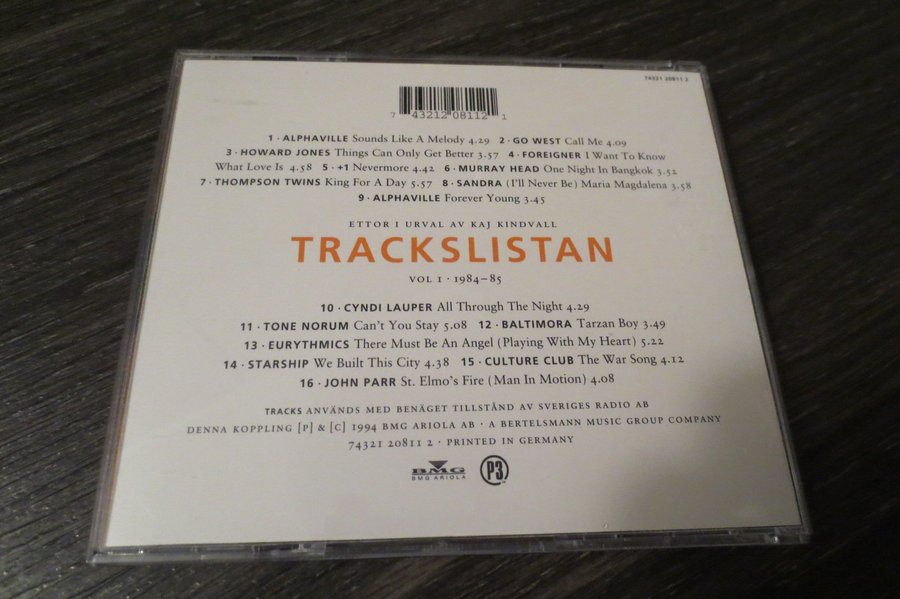 74321 20811 2
7 43212 08112 1
1 · ALPHAVILLE Sounds Like A Melody 4.29 2 · GO WEST Call Me 4.09
3 · HOWARD JONES Things Can Only Get Better 3.57 4 · FOREIGNER I Want To Know
What Love Is 4.58 5 · +1 Nevermore 4.42 6 · MURRAY HEAD One Night In Bangkok 3.52
7 · THOMPSON TWINS King For A Day 5.57 8 · SANDRA (I'll Never Be) Maria Magdalena 3.58
9 · ALPHAVILLE Forever Young 3.45
ETTOR I URVAL AV KAJ KINDVALL
TRACKSLISTAN
VOL 1 · 1984–85
10 · CYNDI LAUPER All Through The Night 4.29
11 · TONE NORUM Can't You Stay 5.08 12 · BALTIMORA Tarzan Boy 3.49
13 · EURYTHMICS There Must Be An Angel (Playing With My Heart) 5.22
14 · STARSHIP We Built This City 4.38 15 · CULTURE CLUB The War Song 4.12
16 · JOHN PARR St. Elmo's Fire (Man In Motion) 4.08
TRACKS ANVÄNDS MED BENÄGET TILLSTÅND AV SVERIGES RADIO AB
DENNA KOPPLING [P] & [C] 1994 BMG ARIOLA AB · A BERTELSMANN MUSIC GROUP COMPANY
74321 20811 2 · PRINTED IN GERMANY
BMG
BMG ARIOLA
P3